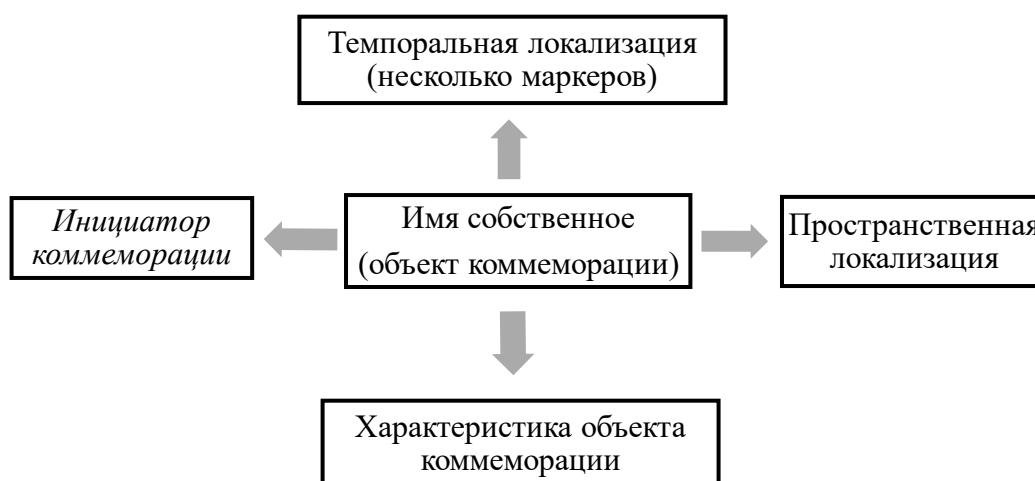 Темпоральная локализация
(несколько маркеров)
Инициатор
коммеморации
Имя собственное
(объект коммеморации)
Пространственная
локализация
Характеристика объекта
коммеморации